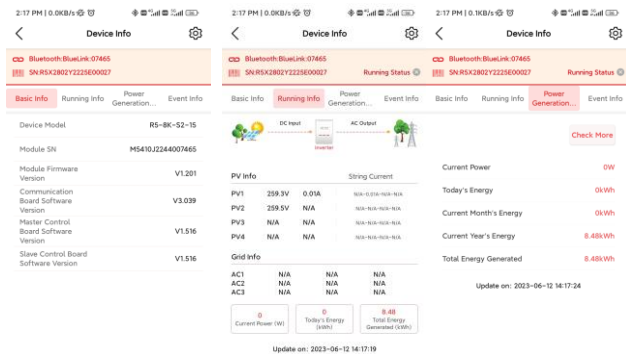 2:17 PM | 0.0KB/s
Device Info
Bluetooth:BlueLink:07465
SN:R5X2802Y2225E00027
Basic Info
Running Info
Power
Generation...
Event Info
Device Model
R5-8K-S2-15
Module SN
M5410J2244007465
Module Firmware
Version
V1.201
Communication
Board Software
Version
V3.039
Master Control
Board Software
Version
V1.516
Slave Control Board
Software Version
V1.516
2:17 PM | 0.1KB/s
Device Info
Bluetooth:BlueLink:07465
SN:R5X2802Y2225E00027
Running Status
Basic Info
Running Info
Power
Generation...
Event Info
DC Input
AC Output
Inverter
PV Info
String Current
PV1 259.3V 0.01A N/A-0.01A-N/A-N/A
PV2 259.5V N/A N/A-N/A-N/A-N/A
PV3 N/A N/A N/A-N/A-N/A-N/A
PV4 N/A N/A N/A-N/A-N/A-N/A
Grid Info
AC1 N/A N/A N/A
AC2 N/A N/A N/A
AC3 N/A N/A N/A
0
Current Power (W)
0
Today's Energy
(kWh)
8.48
Total Energy
Generated (kWh)
Update on: 2023-06-12 14:17:19
2:17 PM | 0.0KB/s
Device Info
Bluetooth:BlueLink:07465
SN:R5X2802Y2225E00027
Running Status
Basic Info
Running Info
Power
Generation...
Event Info
Check More
Current Power
0W
Today's Energy
0kWh
Current Month's Energy
0kWh
Current Year's Energy
8.48kWh
Total Energy Generated
8.48kWh
Update on: 2023-06-12 14:17:24